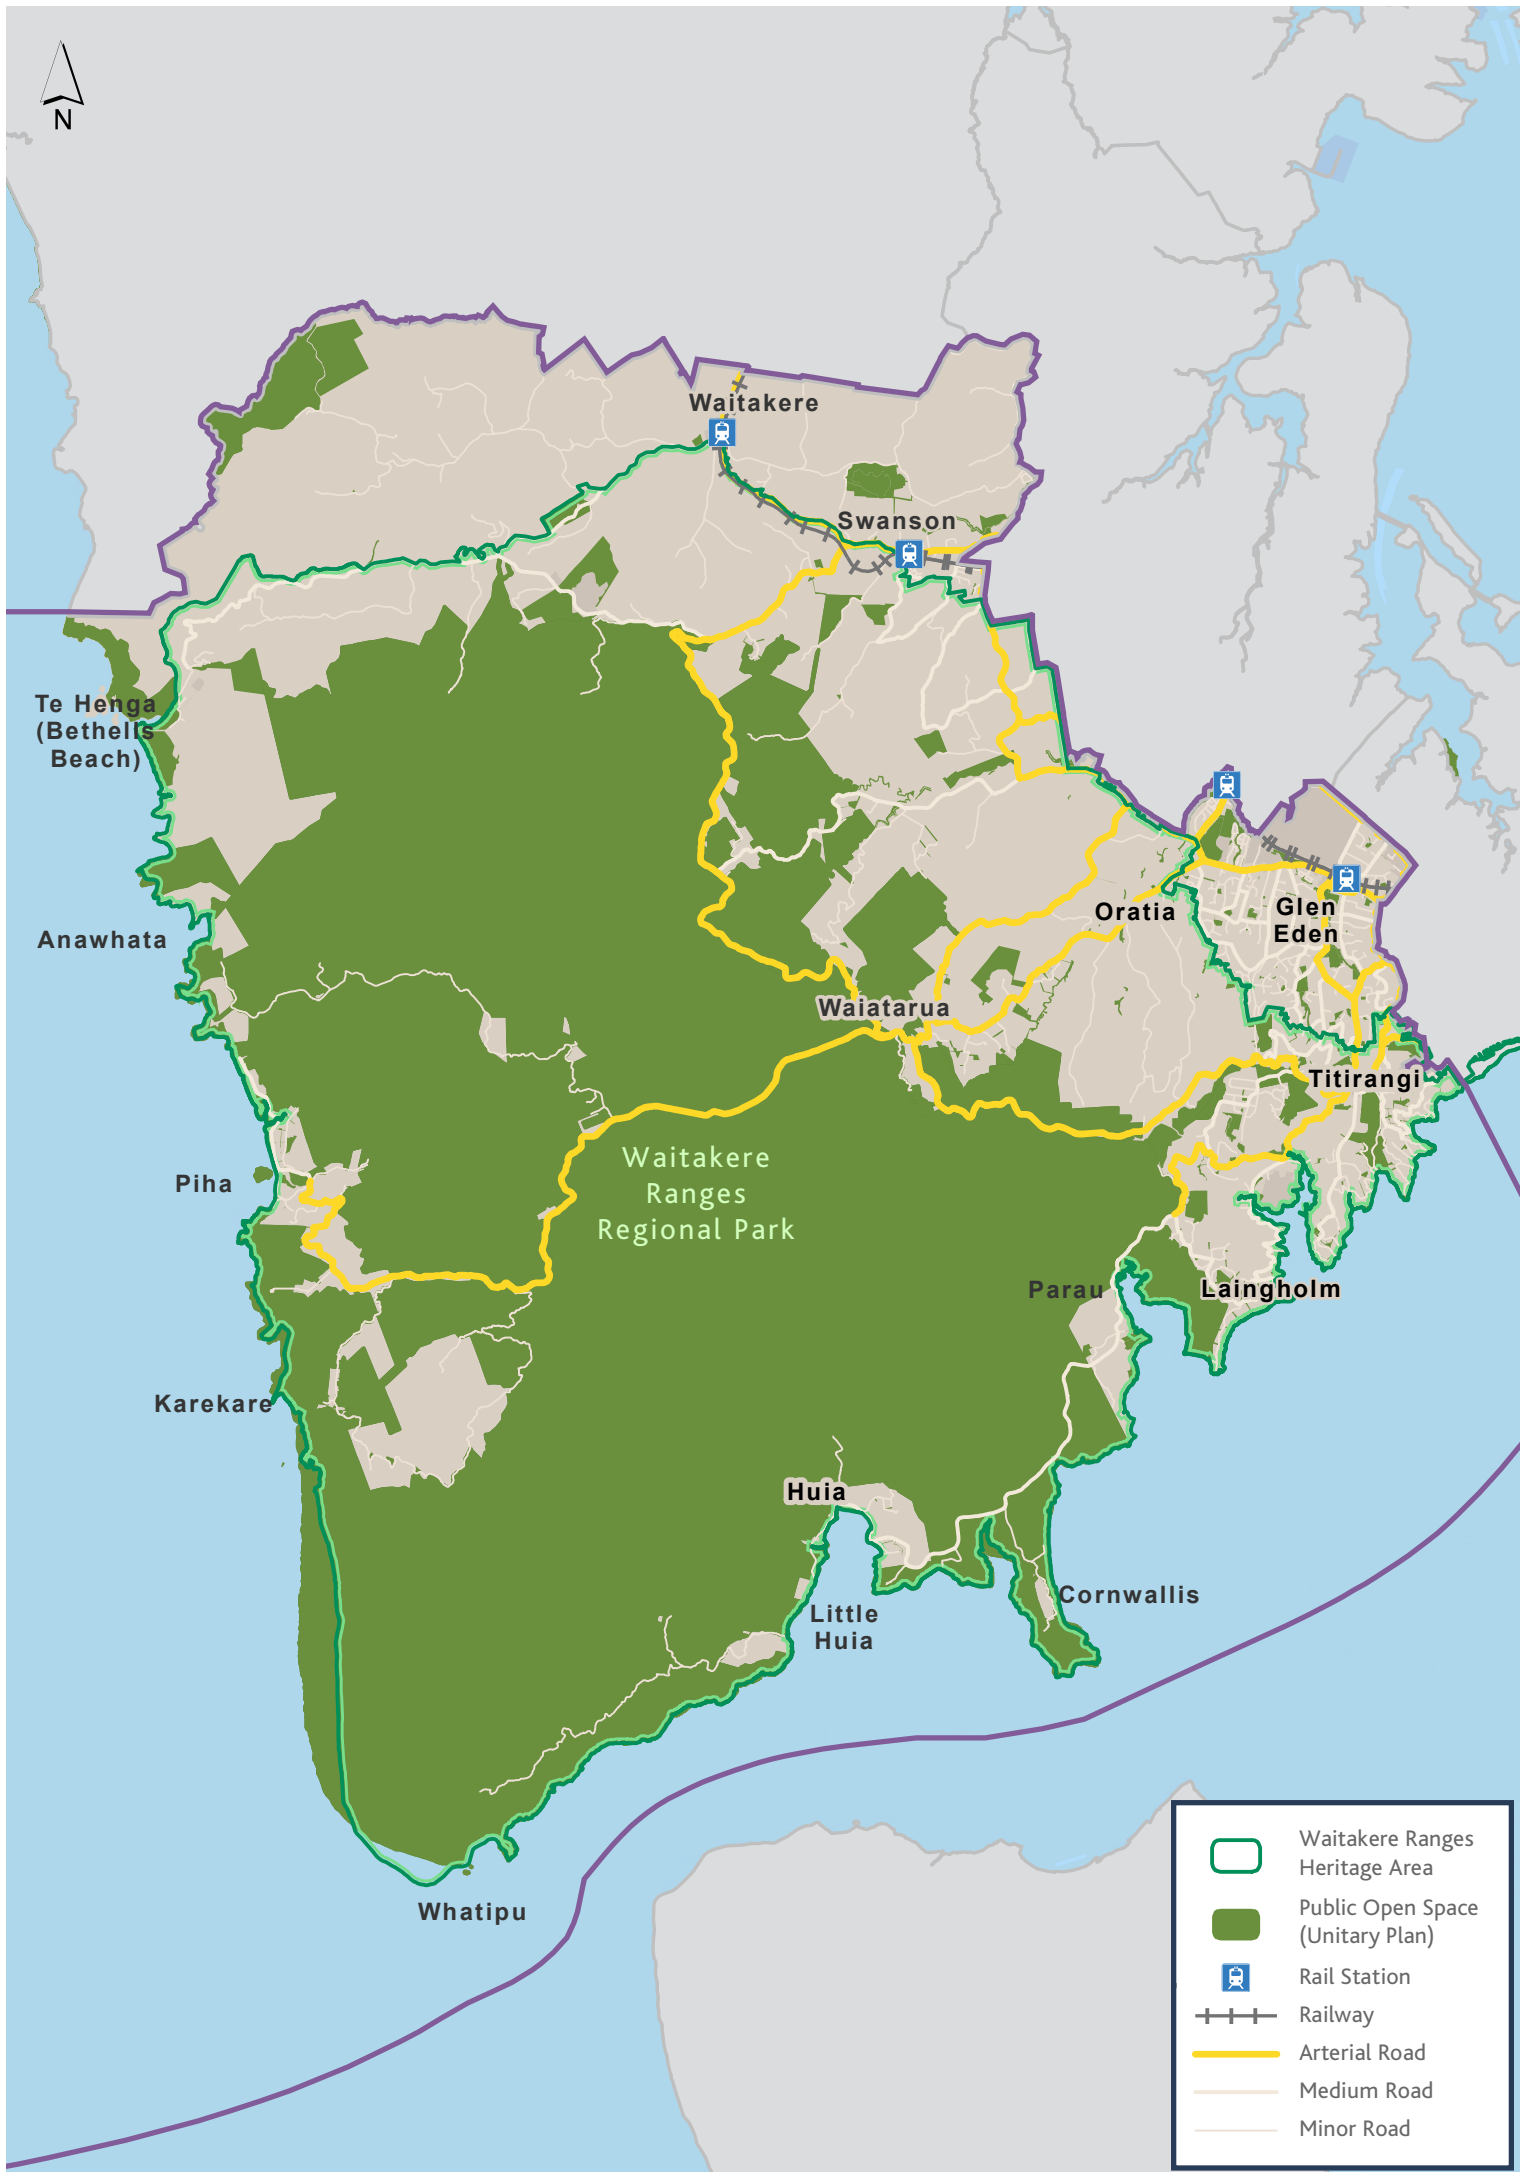 N
Waitakere
Swanson
Te Henga
(Bethells
Beach)
Oratia
Glen
Eden
Anawhata
Waiatarua
Titirangi
Waitakere
Ranges
Regional Park
Piha
Parau
Laingholm
Karekare
Huia
Cornwallis
Little
Huia
Whatipu
Waitakere Ranges
Heritage Area
Public Open Space
(Unitary Plan)
Rail Station
Railway
Arterial Road
Medium Road
Minor Road